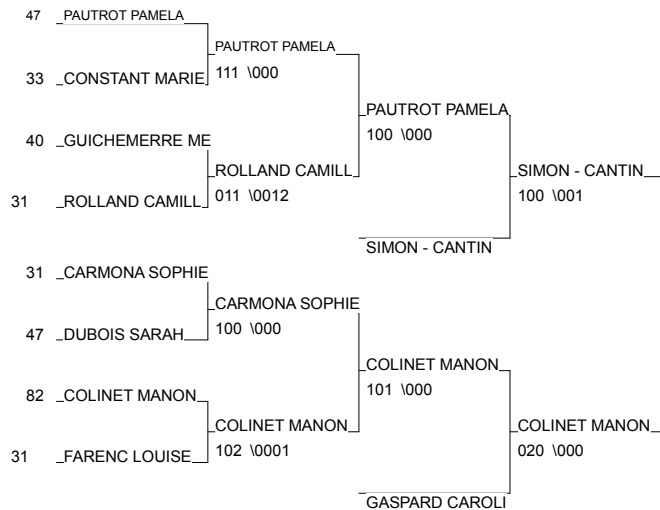 47 PAUTROT PAMELA
PAUTROT PAMELA
111 \000
33 CONSTANT MARIE
PAUTROT PAMELA
100 \000
40 GUICHEMERRE ME
ROLLAND CAMILL
011 \0012
31 ROLLAND CAMILL
SIMON - CANTIN
100 \001
SIMON - CANTIN
31 CARMONA SOPHIE
CARMONA SOPHIE
100 \000
47 DUBOIS SARAH
COLINET MANON
101 \000
82 COLINET MANON
COLINET MANON
102 \0001
31 FARENC LOUISE
COLINET MANON
020 \000
GASPARD CAROLI